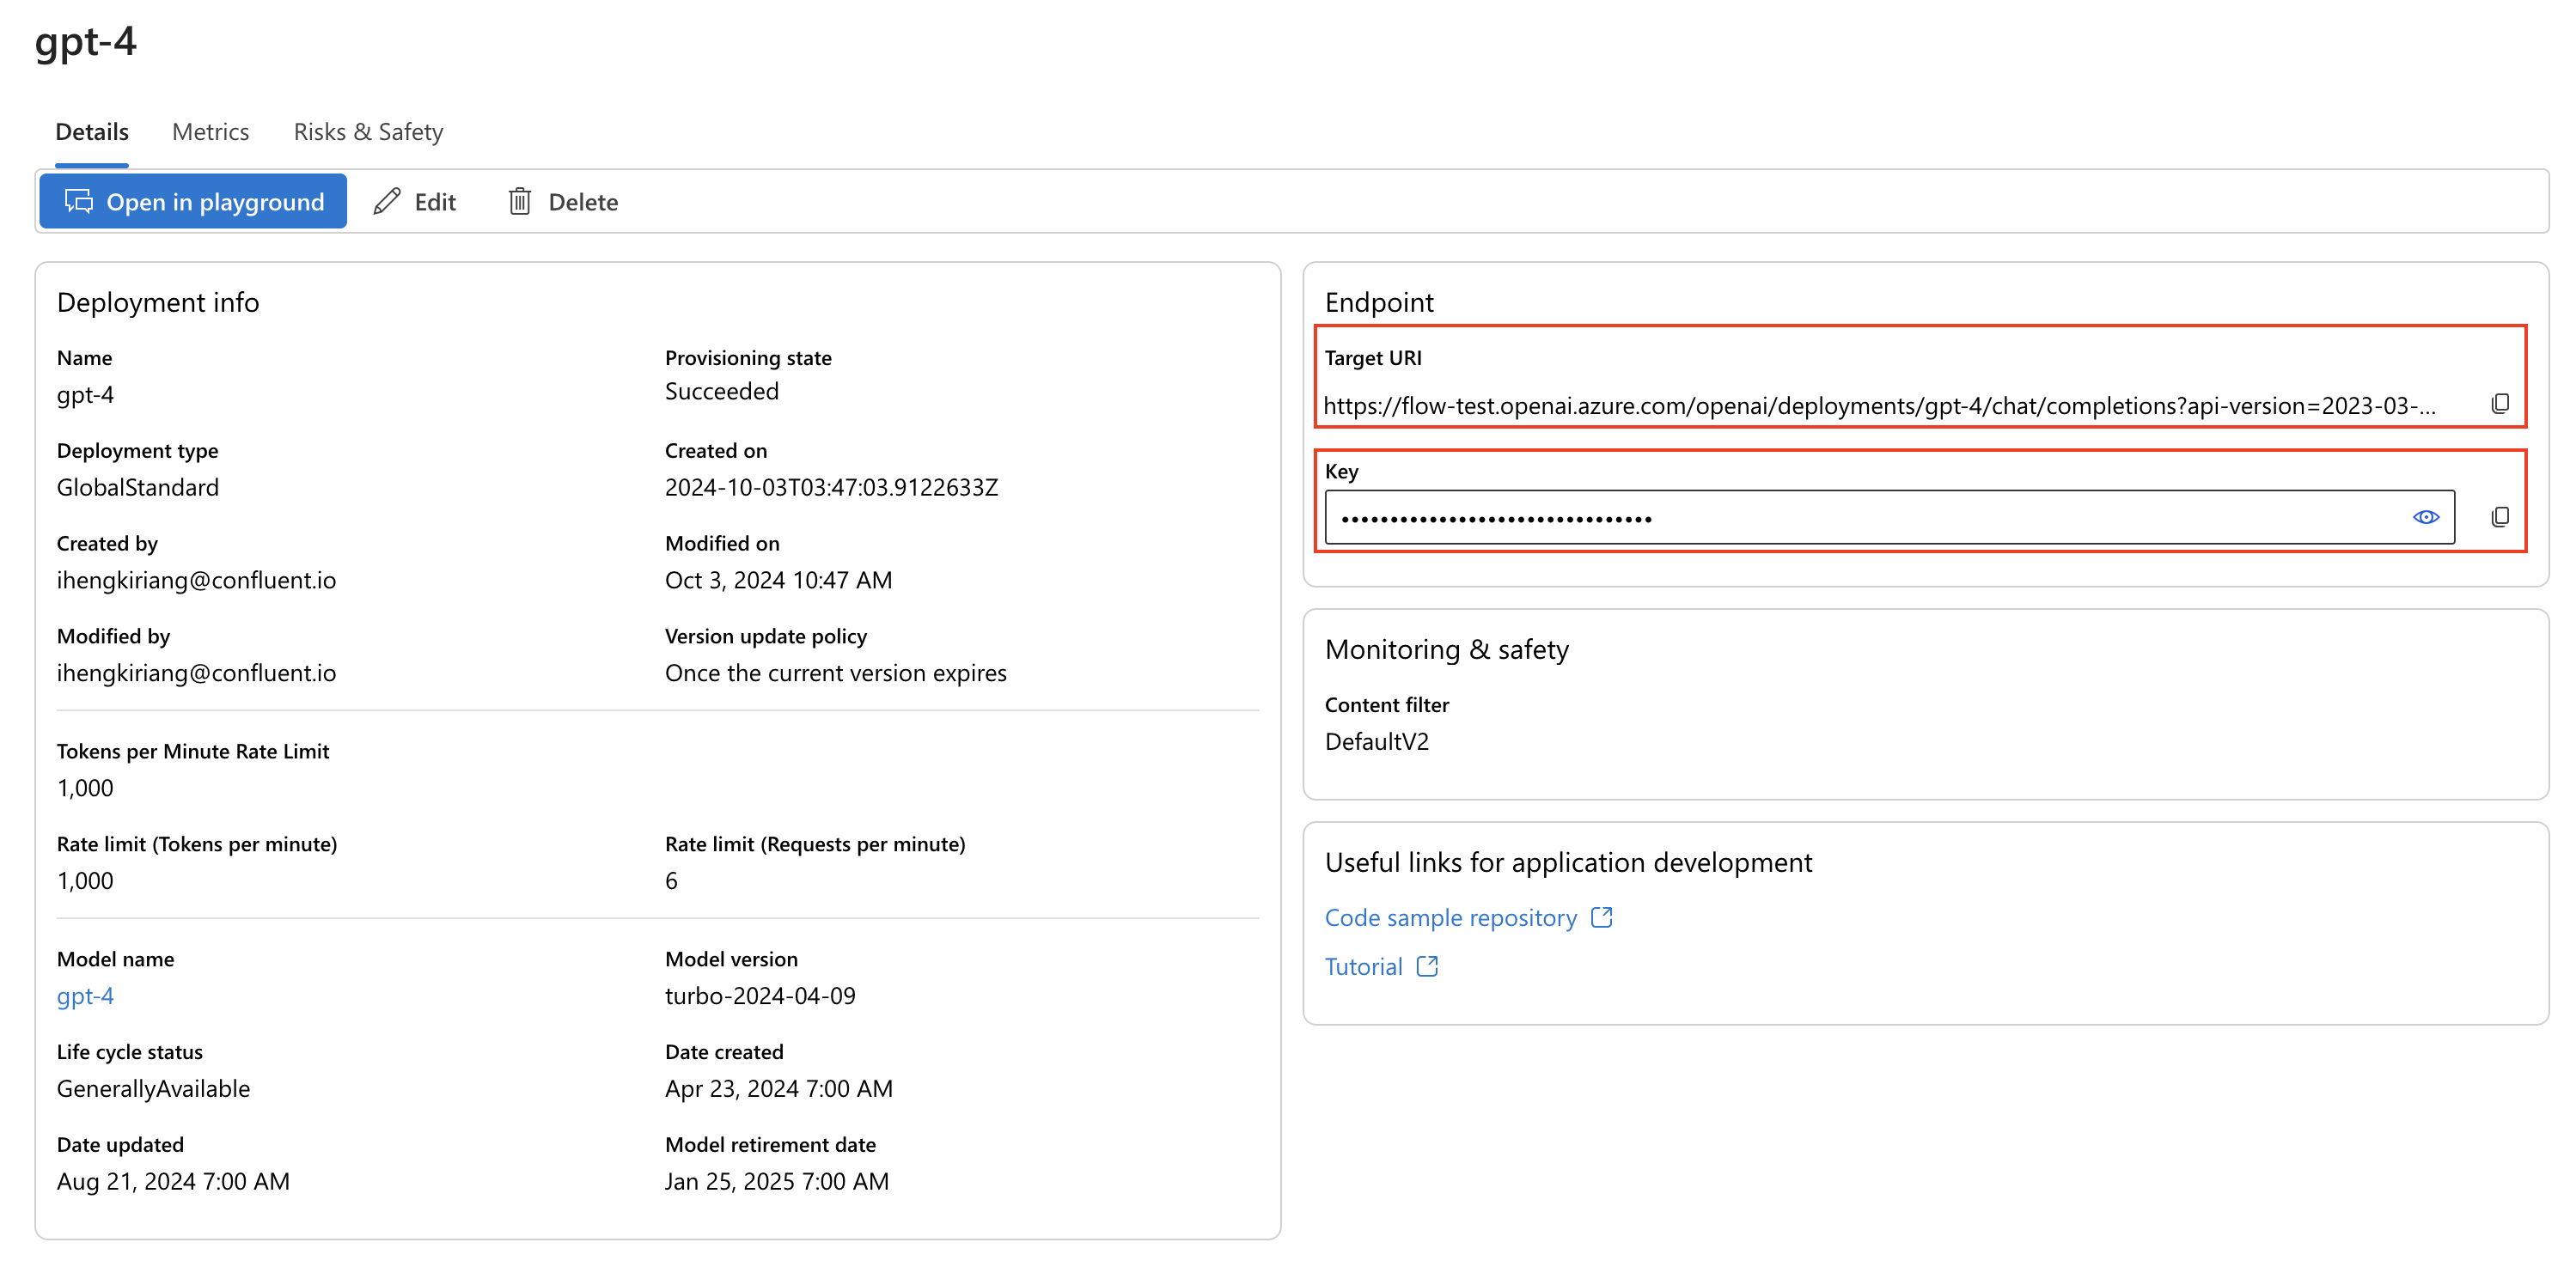 gpt-4
Details
Metrics
Risks & Safety
Open in playground
Edit
Delete
Deployment info
Name
gpt-4
Provisioning state
Succeeded
Deployment type
GlobalStandard
Created on
2024-10-03T03:47:03.9122633Z
Created by
ihengkiriang@confluent.io
Modified on
Oct 3, 2024 10:47 AM
Modified by
ihengkiriang@confluent.io
Version update policy
Once the current version expires
Tokens per Minute Rate Limit
1,000
Rate limit (Tokens per minute)
1,000
Rate limit (Requests per minute)
6
Model name
gpt-4
Model version
turbo-2024-04-09
Life cycle status
GenerallyAvailable
Date created
Apr 23, 2024 7:00 AM
Date updated
Aug 21, 2024 7:00 AM
Model retirement date
Jan 25, 2025 7:00 AM
Endpoint
Target URI
https://flow-test.openai.azure.com/openai/deployments/gpt-4/chat/completions?api-version=2023-03-...
Key
••••••••••••••••••••••••••••••••
Monitoring & safety
Content filter
DefaultV2
Useful links for application development
Code sample repository
Tutorial